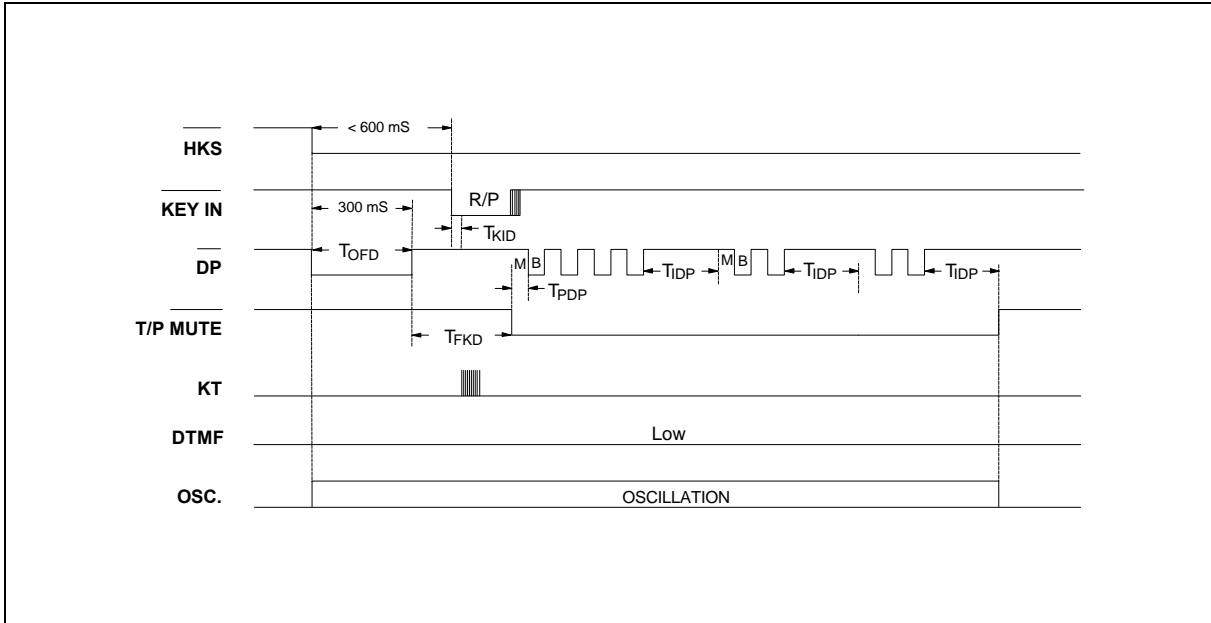 < 600 mS
HKS
KEY IN
R/P
300 mS
TKID
DP
TOFD
M B
TIDP
M B
TIDP
TIDP
TPDP
T/P MUTE
TFKD
KT
DTMF
Low
OSC.
OSCILLATION